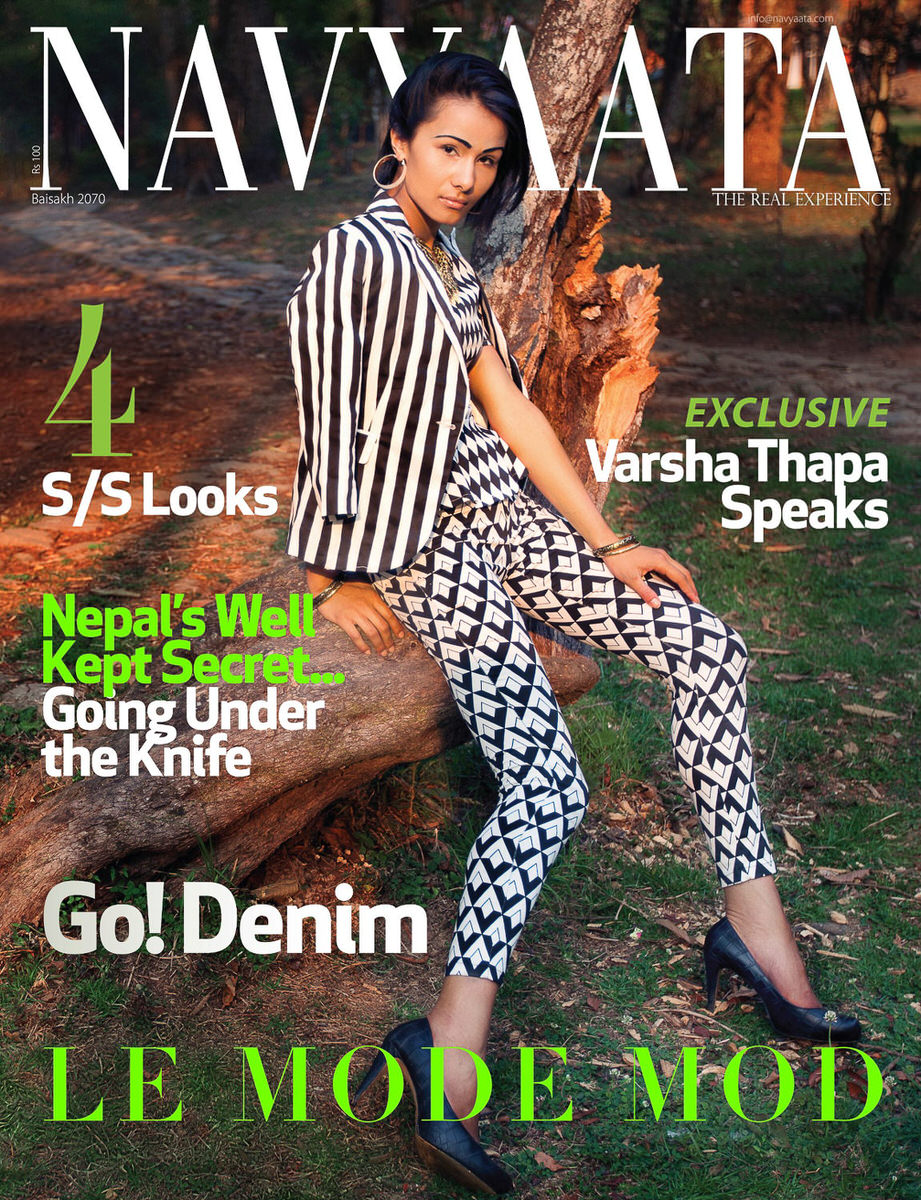 info@navyaata.com
NAVYAATA
Rs 100
Baisakh 2070
THE REAL EXPERIENCE
4
S/S Looks
EXCLUSIVE
Varsha Thapa
Speaks
Nepal's Well
Kept Secret...
Going Under
the Knife
Go! Denim
LE MODE MOD